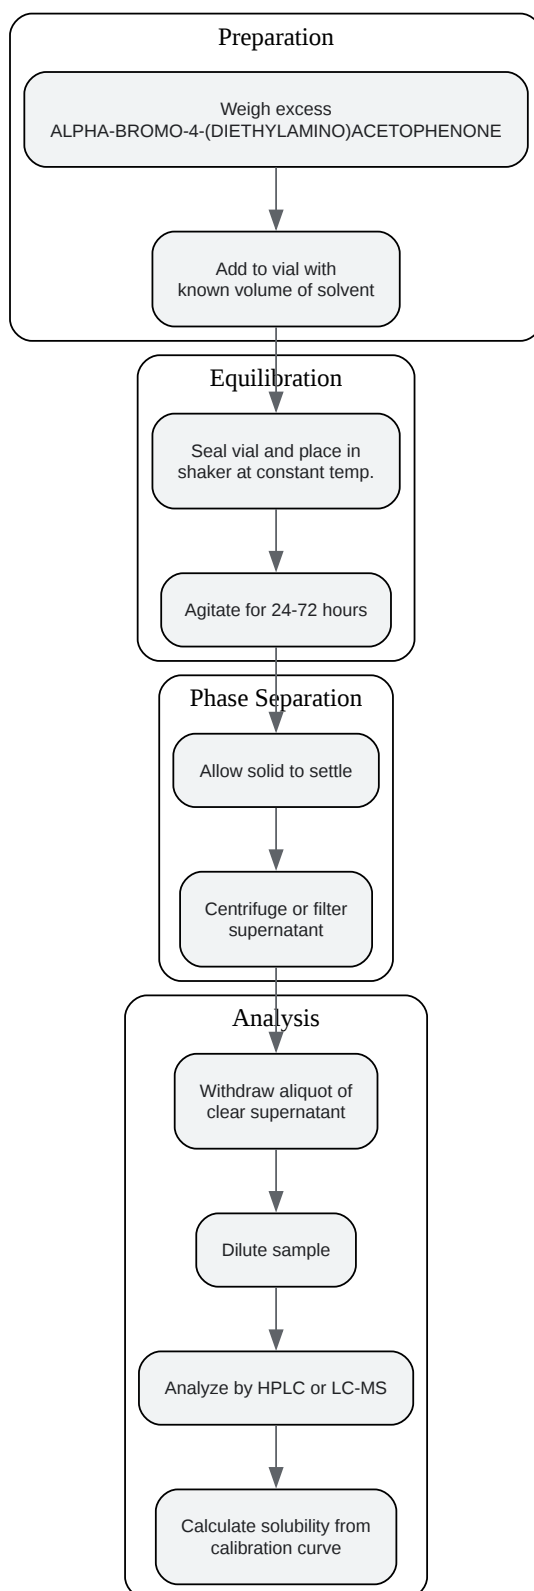 Preparation
Weigh excess
ALPHA-BROMO-4-(DIETHYLAMINO)ACETOPHENONE
Add to vial with
known volume of solvent
Equilibration
Seal vial and place in
shaker at constant temp.
Agitate for 24-72 hours
Phase Separation
Allow solid to settle
Centrifuge or filter
supernatant
Analysis
Withdraw aliquot of
clear supernatant
Dilute sample
Analyze by HPLC or LC-MS
Calculate solubility from
calibration curve